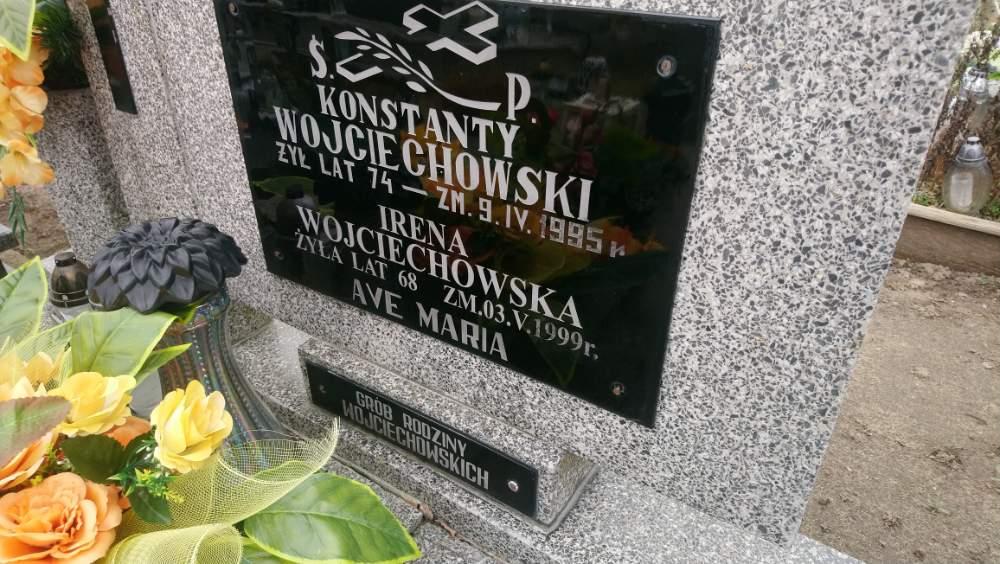 Ś. P.
KONSTANTY
WOJCIECHOWSKI
ŻYŁ LAT 74 — ZM. 9.IV.1995 r.
IRENA
WOJCIECHOWSKA
ŻYŁA LAT 68 ZM.03.V.1999r.
AVE MARIA
GRÓB RODZINY
WOJCIECHOWSKICH